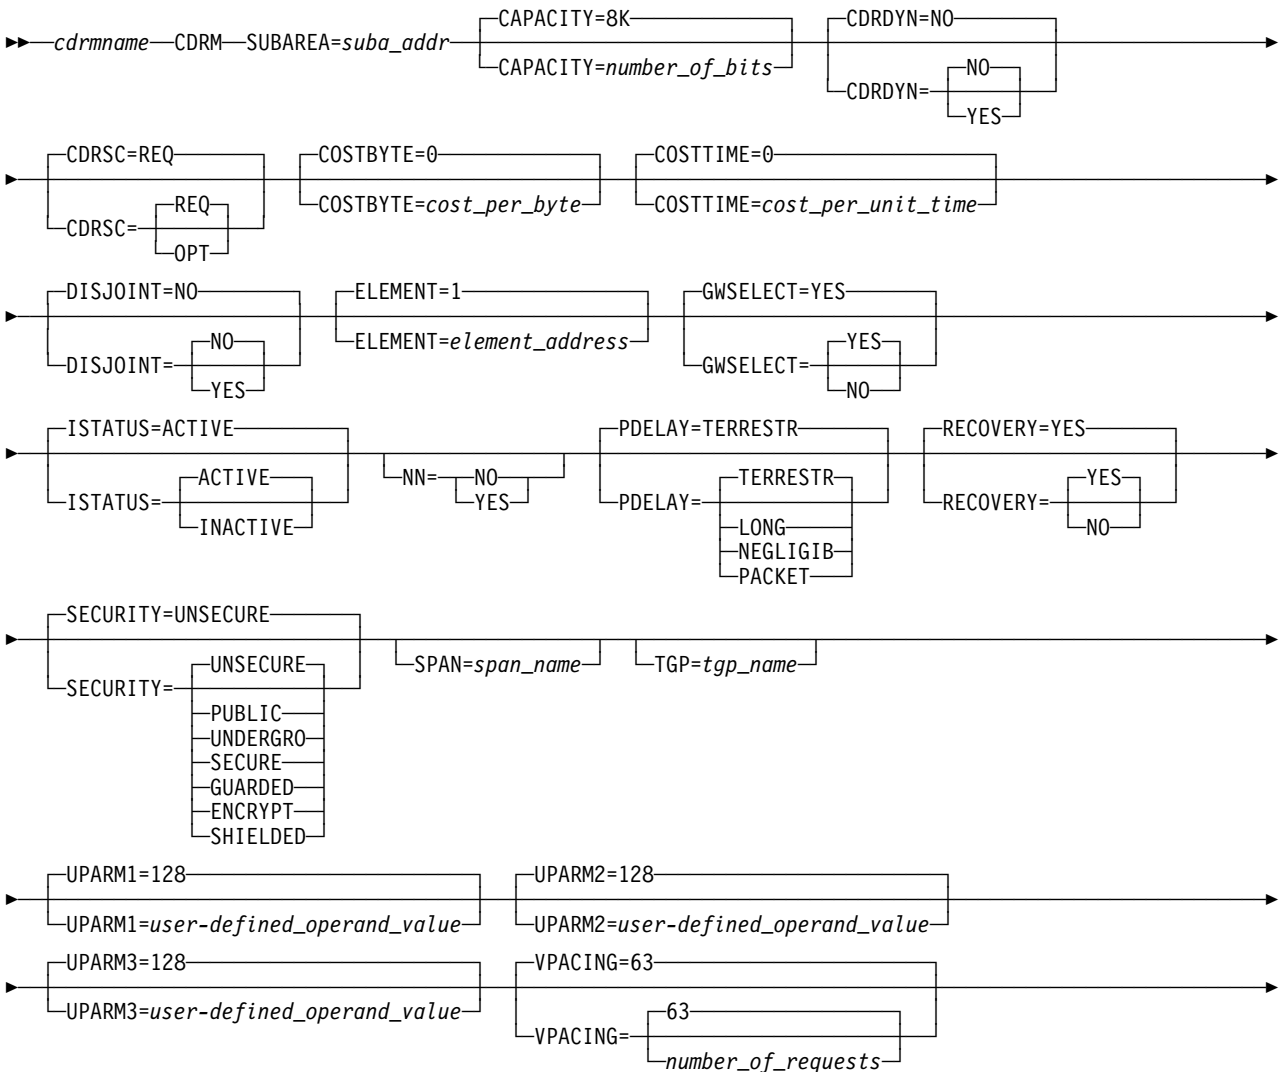 CAPACITY=8K CDRDYN=NO
cdrmname CDRM SUBAREA=suba_addr
CAPACITY=number_of_bits NO
CDRDYN=
YES
CDRSC=REQ COSTBYTE=0 COSTTIME=0
REQ COSTBYTE=cost_per_byte COSTTIME=cost_per_unit_time
CDRSC=
OPT
DISJOINT=NO ELEMENT=1 GWSELECT=YES
NO ELEMENT=element_address YES
DISJOINT= GWSELECT=
YES NO
ISTATUS=ACTIVE PDELAY=TERRESTR RECOVERY=YES
ACTIVE NN= NO TERRESTR YES
ISTATUS= YES PDELAY= RECOVERY=
INACTIVE LONG NO
NEGLIGIB
PACKET
SECURITY=UNSECURE
UNSECURE SPAN=span_name TGP=tgp_name
SECURITY=
PUBLIC
UNDERGRO
SECURE
GUARDED
ENCRYPT
SHIELDED
UPARM1=128 UPARM2=128
UPARM1=user-defined_operand_value UPARM2=user-defined_operand_value
UPARM3=128 VPACING=63
UPARM3=user-defined_operand_value 63
VPACING=
number_of_requests